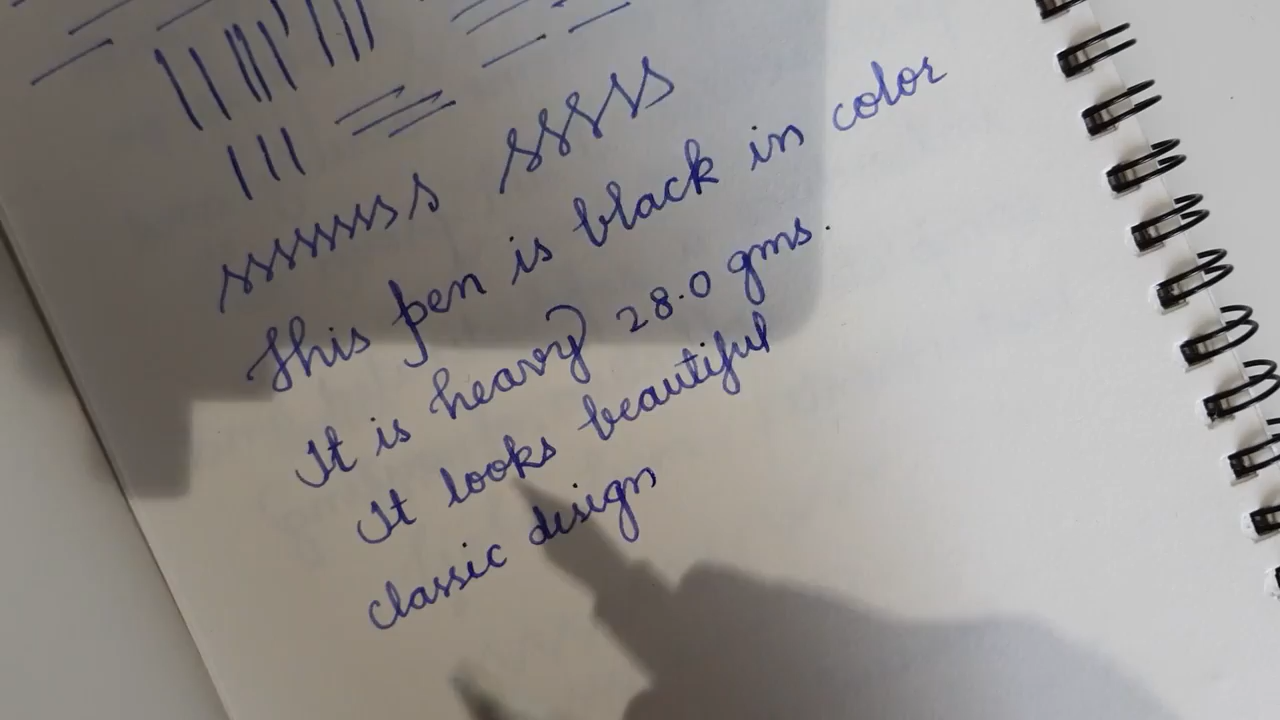 ssssssss ssss
This pen is black in color
It is heavy 28.0 gms.
It looks beautiful
classic design